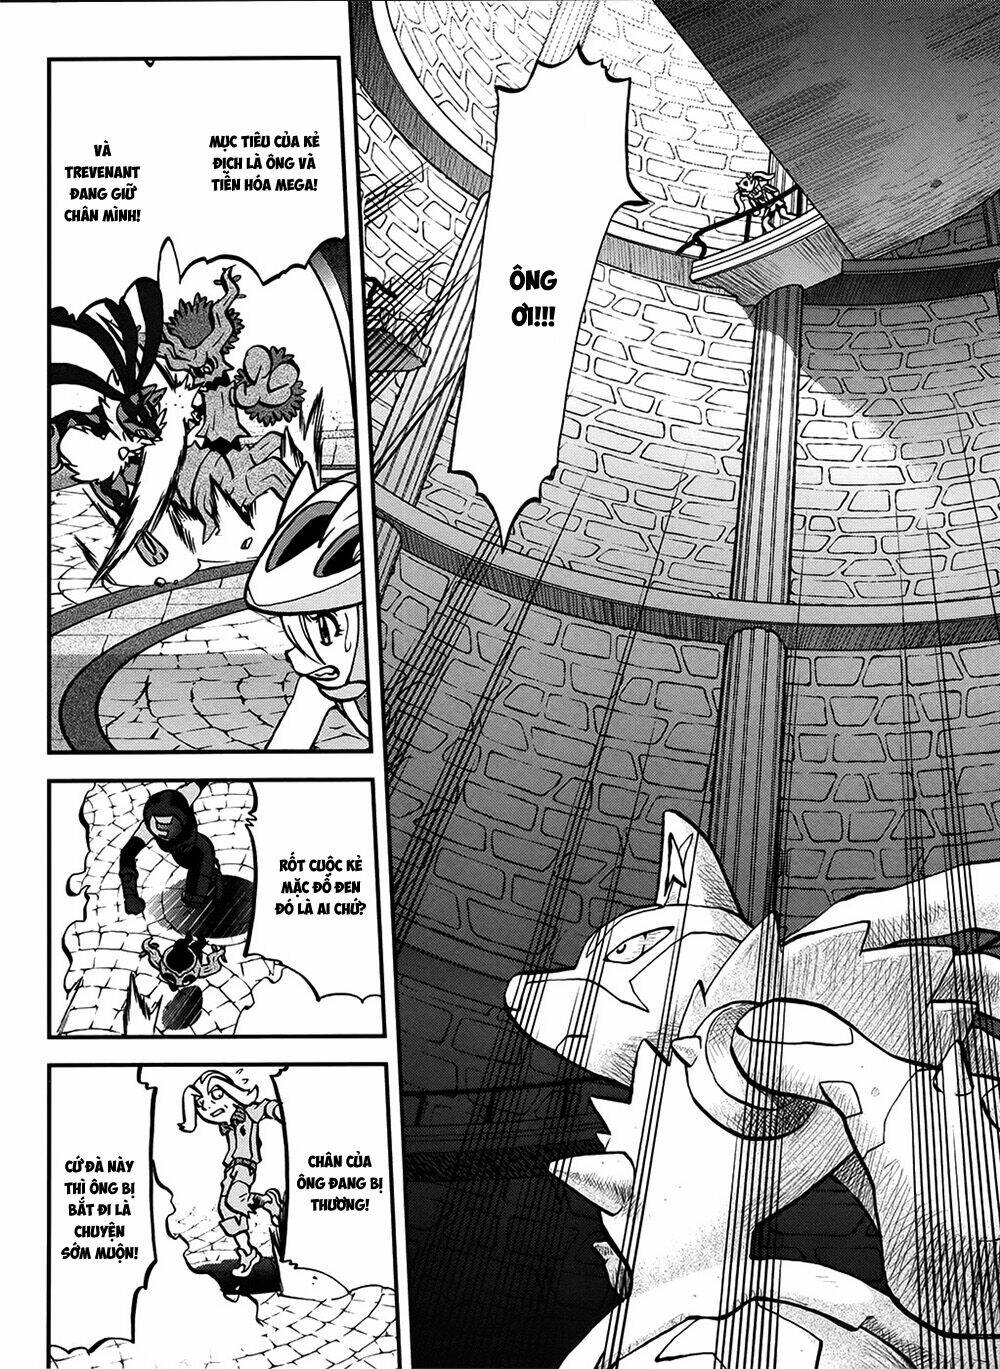 ÔNG
ƠI!!!
MỤC TIÊU CỦA KẺ
ĐỊCH LÀ ÔNG VÀ
TIẾN HÓA MEGA!
VÀ
TREVENANT
ĐANG GIỮ
CHÂN MÌNH!
RỐT CUỘC KẺ
MẶC ĐỒ ĐEN
ĐÓ LÀ AI CHỨ?
CHÂN CỦA
ÔNG ĐANG BỊ
THƯƠNG!
CỨ ĐÀ NÀY
THÌ ÔNG BỊ
BẮT ĐI LÀ
CHUYỆN
SỚM MUỘN!